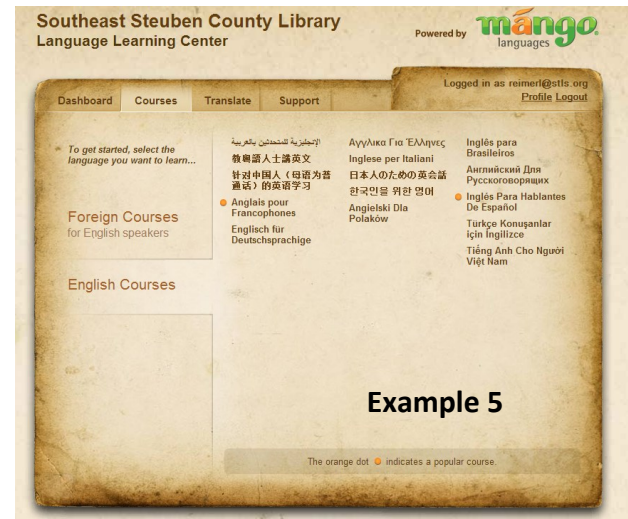 Southeast Steuben County Library
Language Learning Center
Powered by
mango
languages
Logged in as reimerl@stls.org
Profile Logout
Dashboard Courses Translate Support
To get started, select the
language you want to learn...
Foreign Courses
for English speakers
English Courses
الإنجليزية للمتحدثين بالعربية
教粵語人士講英文
针对中国人（母语为普
通话）的英语学习
Anglais pour
Francophones
Englisch für
Deutschsprachige
Αγγλικα Για Έλληνες
Inglese per Italiani
日本人のための英会話
한국인을 위한 영어
Angielski Dla
Polaków
Inglês para
Brasileiros
Английский Для
Русскоговорящих
Inglés Para Hablantes
De Español
Türkçe Konuşanlar
için İngilizce
Tiếng Anh Cho Người
Việt Nam
Example 5
The orange dot indicates a popular course.